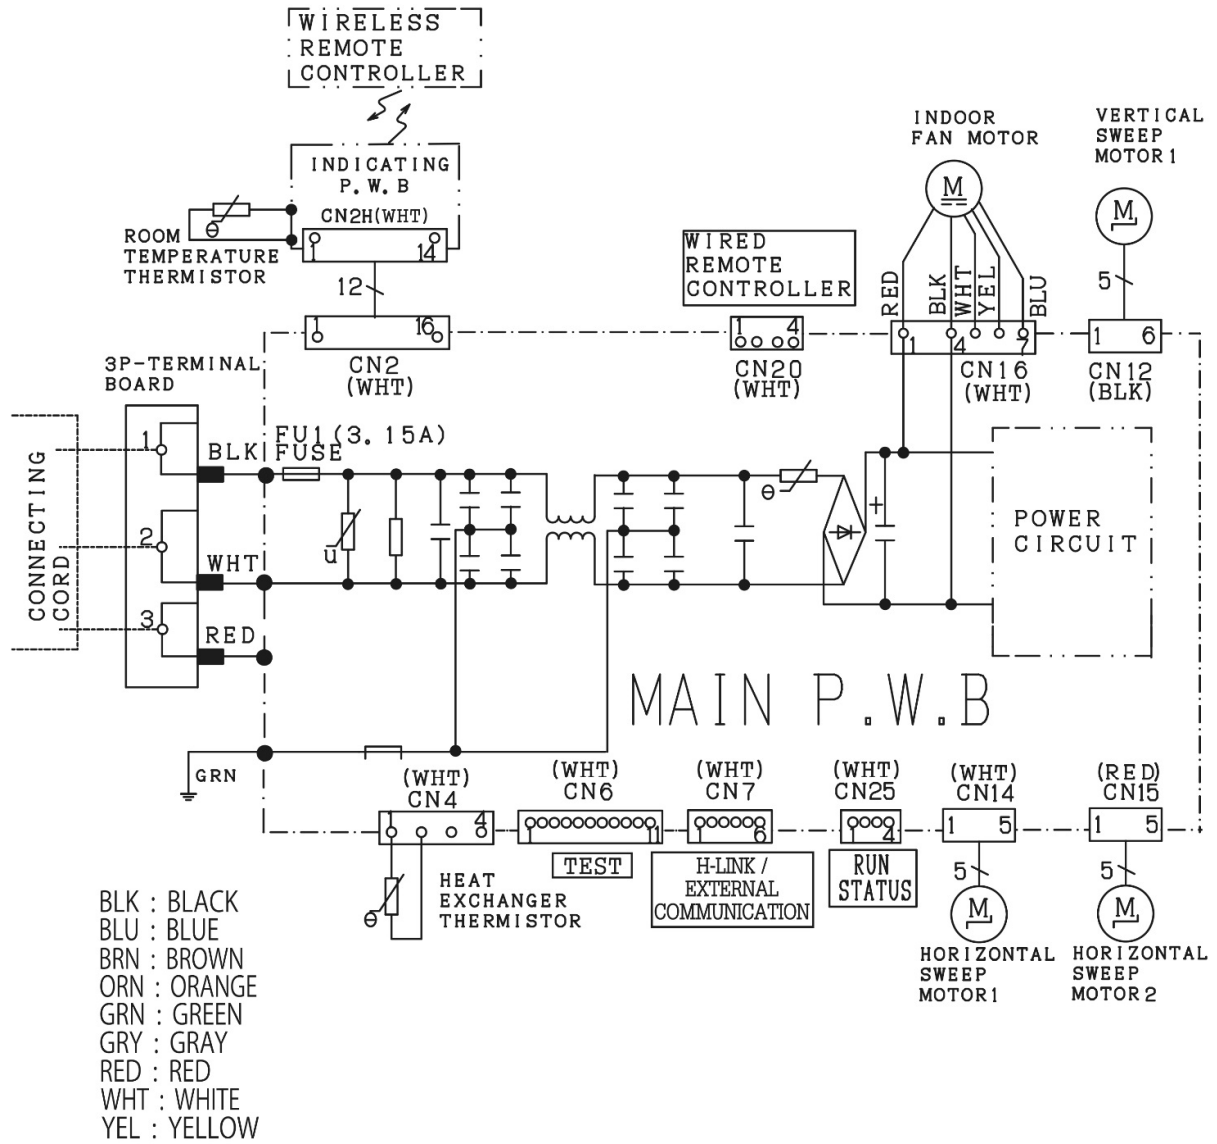 WIRELESS
REMOTE
CONTROLLER
INDICATING
P.W.B
CN2H(WHT)
1
14
θ
ROOM
TEMPERATURE
THERMISTOR
12
1
16
CN2
(WHT)
WIRED
REMOTE
CONTROLLER
1 4
CN20
(WHT)
INDOOR
FAN MOTOR
M
RED
BLK
WHT
YEL
BLU
1
4
7
CN16
(WHT)
VERTICAL
SWEEP
MOTOR1
M
5
1 6
CN12
(BLK)
3P-TERMINAL
BOARD
CONNECTING
CORD
1
2
3
BLK
WHT
RED
FU1(3.15A)
FUSE
u
θ
+
POWER
CIRCUIT
MAIN P.W.B
GRN
(WHT)
CN4
1
4
θ
HEAT
EXCHANGER
THERMISTOR
(WHT)
CN6
1
11
TEST
(WHT)
CN7
1
6
H-LINK /
EXTERNAL
COMMUNICATION
(WHT)
CN25
1
4
RUN
STATUS
(WHT)
CN14
1 5
5
M
HORIZONTAL
SWEEP
MOTOR1
(RED)
CN15
1 5
5
M
HORIZONTAL
SWEEP
MOTOR2
BLK : BLACK
BLU : BLUE
BRN : BROWN
ORN : ORANGE
GRN : GREEN
GRY : GRAY
RED : RED
WHT : WHITE
YEL : YELLOW